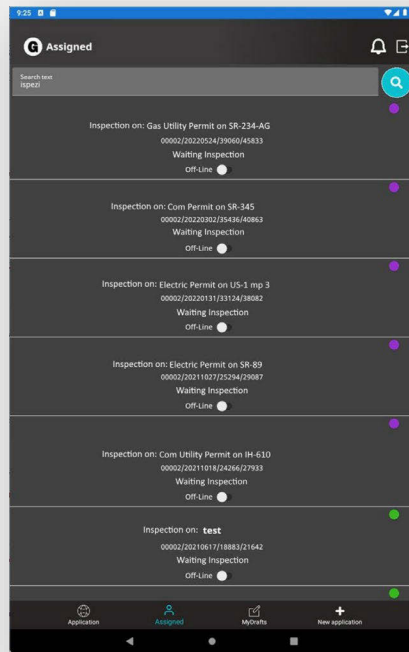 9:25
G Assigned
Search text
ispezi
Inspection on: Gas Utility Permit on SR-234-AG
00002/20220524/39060/45833
Waiting Inspection
Off-Line
Inspection on: Com Permit on SR-345
00002/20220302/35436/40863
Waiting Inspection
Off-Line
Inspection on: Electric Permit on US-1 mp 3
00002/20220131/33124/38082
Waiting Inspection
Off-Line
Inspection on: Electric Permit on SR-89
00002/20211027/25294/29087
Waiting Inspection
Off-Line
Inspection on: Com Utility Permit on IH-610
00002/20211018/24266/27933
Waiting Inspection
Off-Line
Inspection on: test
00002/20210617/18883/21642
Waiting Inspection
Off-Line
Application Assigned MyDrafts New application